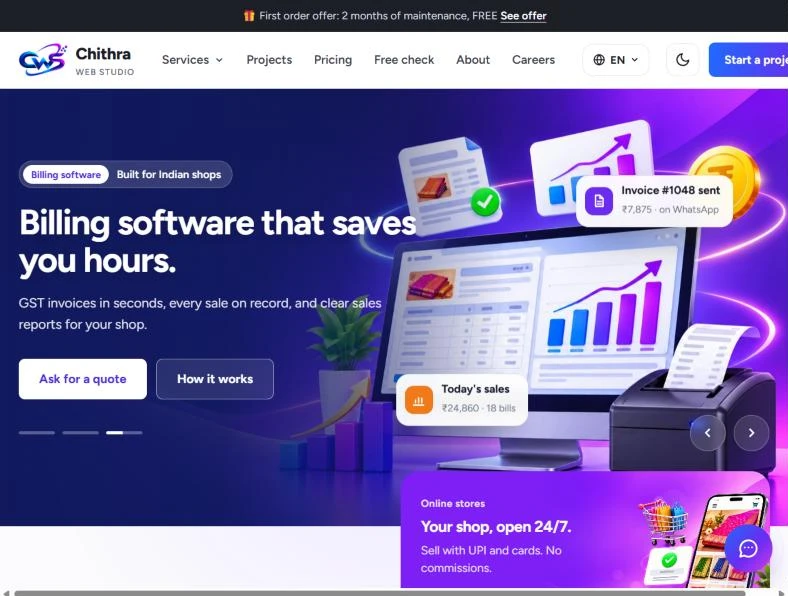 🎁 First order offer: 2 months of maintenance, FREE See offer
CWS
Chithra
WEB STUDIO
Services
Projects
Pricing
Free check
About
Careers
EN
Billing software
Built for Indian shops
Billing software that saves
you hours.
GST invoices in seconds, every sale on record, and clear sales
reports for your shop.
Ask for a quote
How it works
Invoice #1048 sent
₹7,875 · on WhatsApp
Today's sales
₹24,860 · 18 bills
Online stores
Your shop, open 24/7.
Sell with UPI and cards. No
commissions.